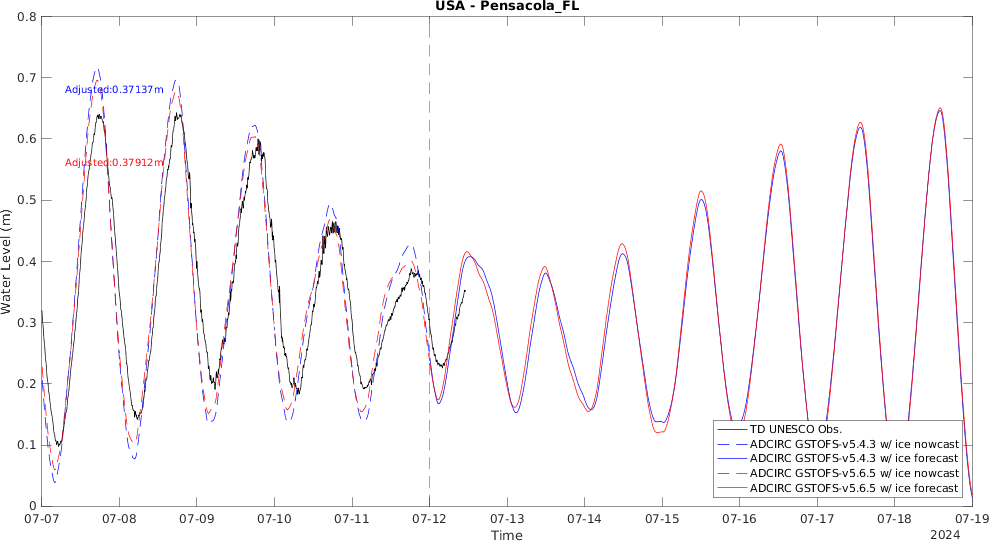 USA - Pensacola_FL
0.8
0.7
0.6
0.5
0.4
0.3
0.2
0.1
0
Water Level (m)
Adjusted:0.37137m
Adjusted:0.37912m
TD UNESCO Obs.
ADCIRC GSTOFS-v5.4.3 w/ ice nowcast
ADCIRC GSTOFS-v5.4.3 w/ ice forecast
ADCIRC GSTOFS-v5.6.5 w/ ice nowcast
ADCIRC GSTOFS-v5.6.5 w/ ice forecast
07-07 07-08 07-09 07-10 07-11 07-12 07-13 07-14 07-15 07-16 07-17 07-18 07-19
Time
2024